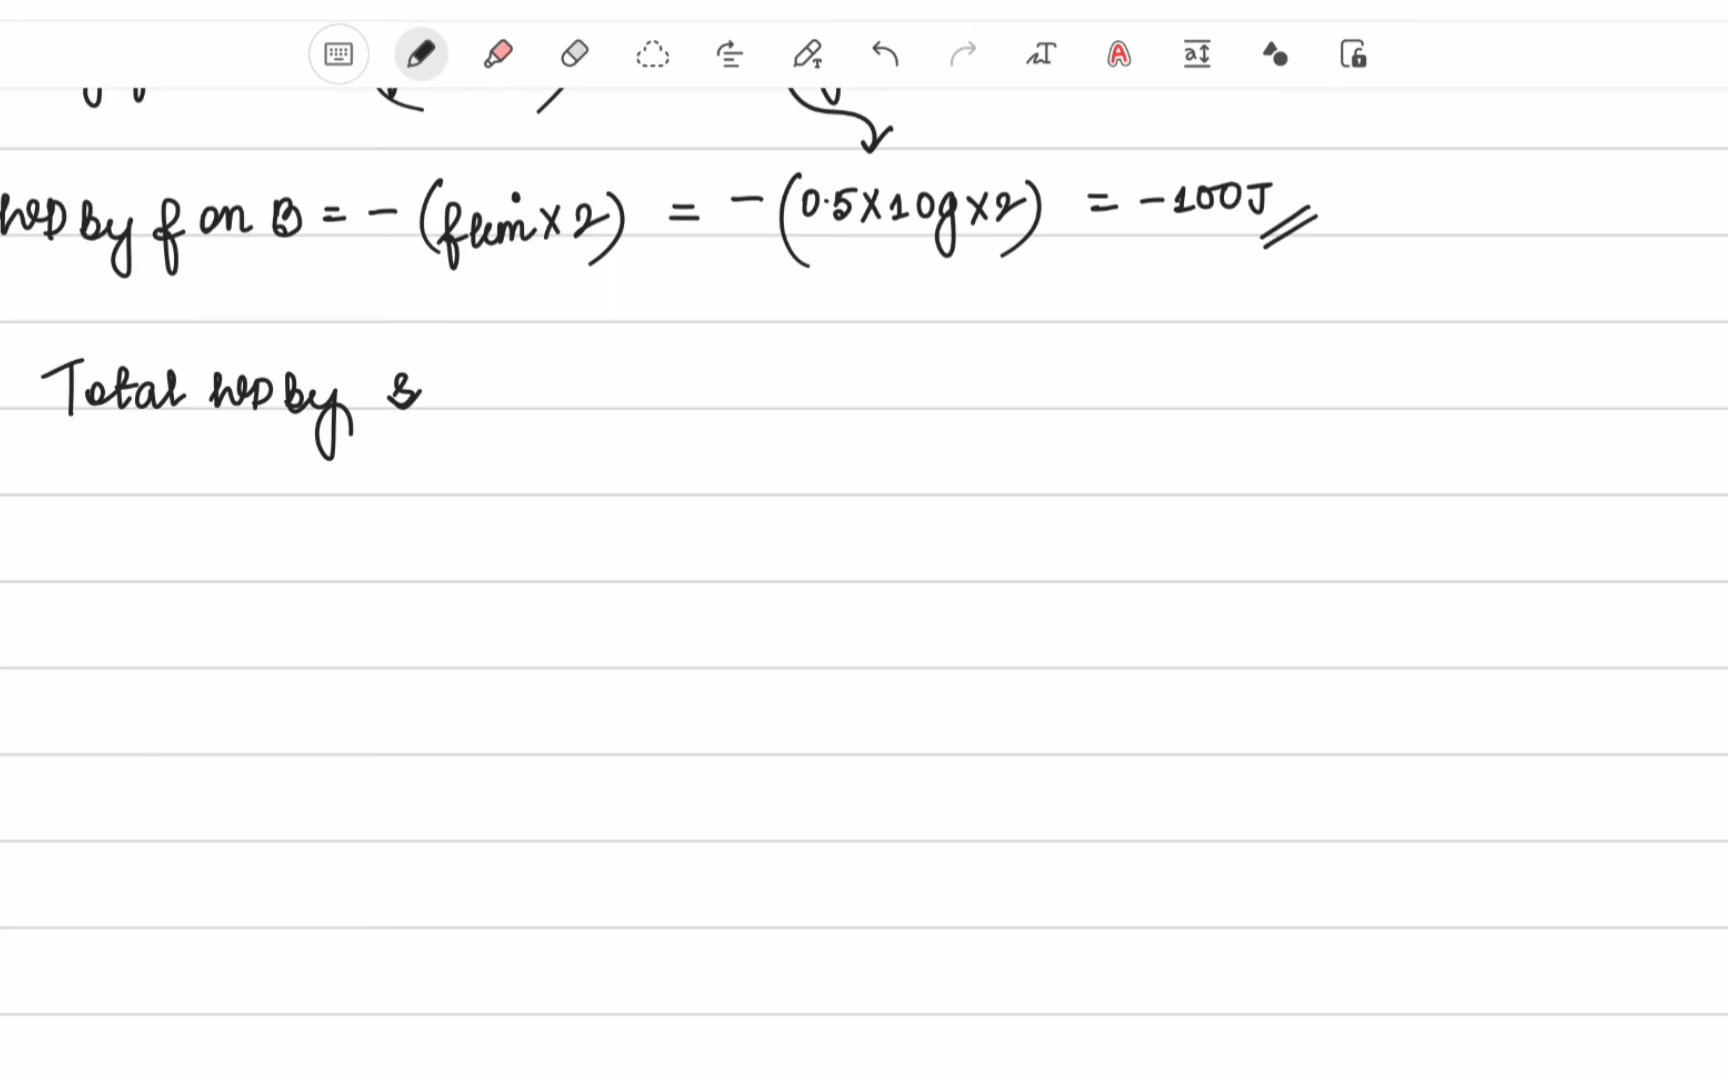 WD By f on B = - (flim × 2) = - (0.5×10g×2) = -100J
Total WD By s